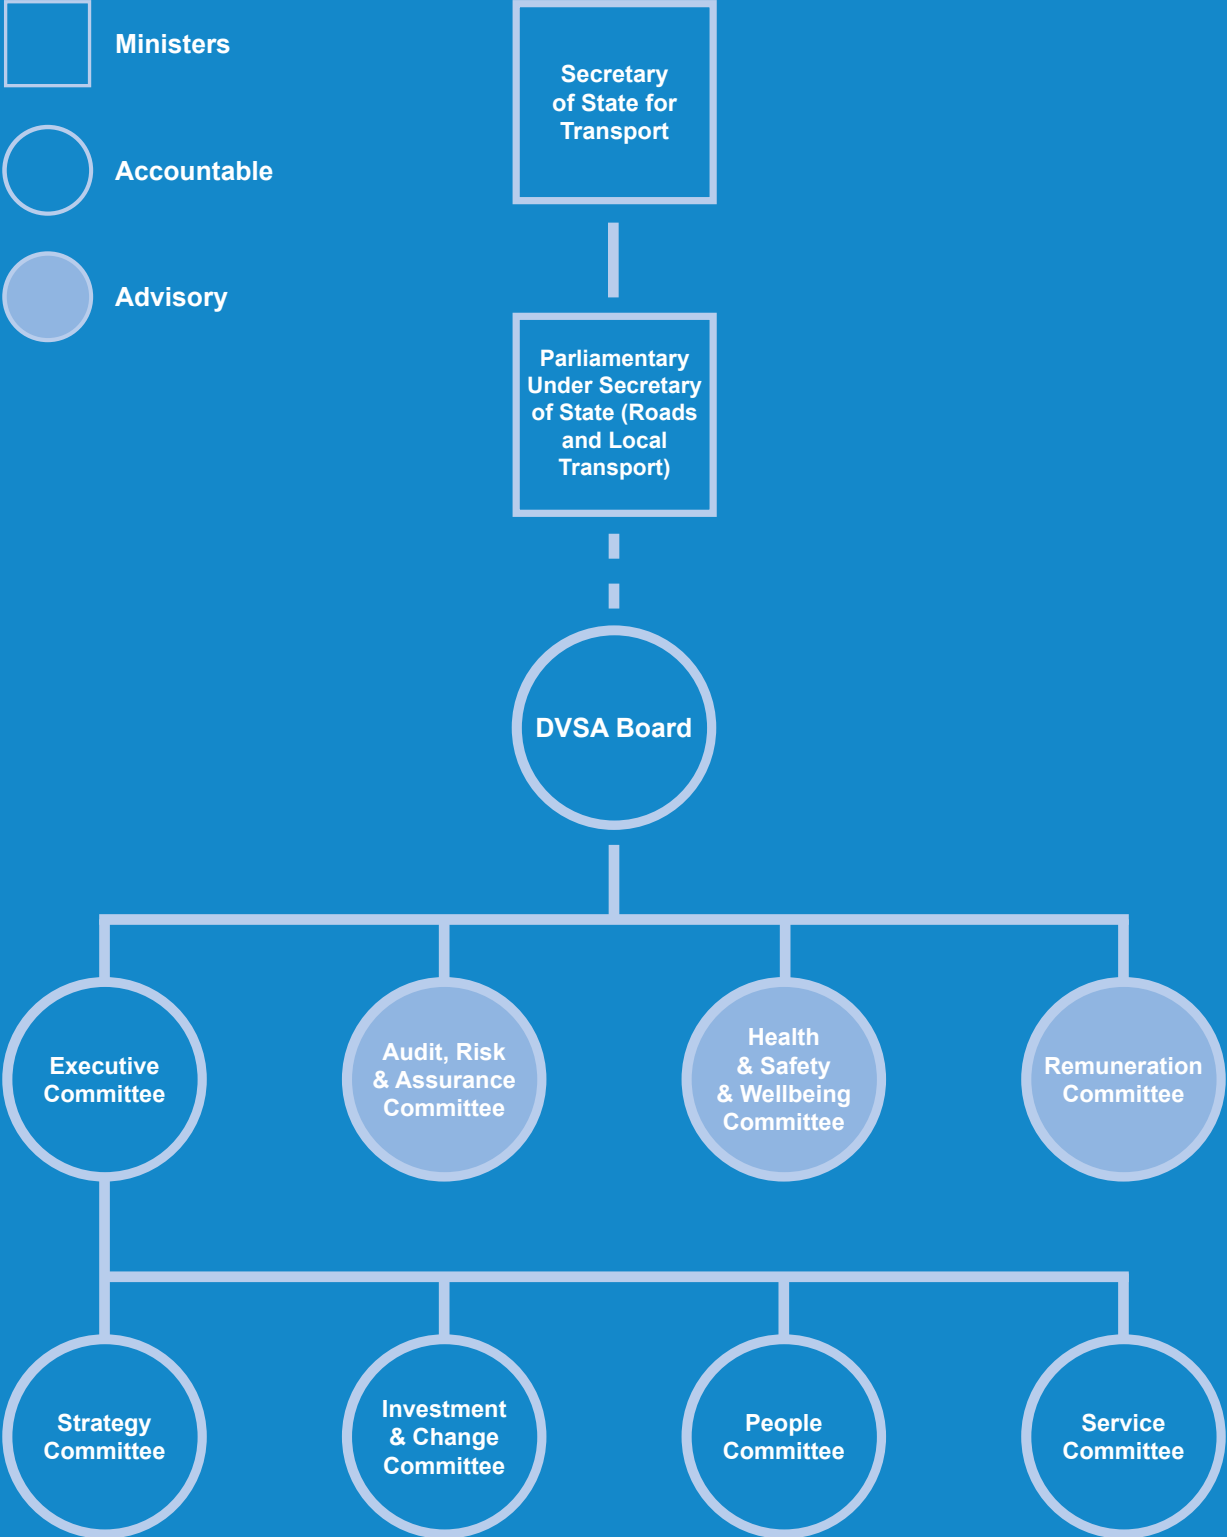 Ministers
Accountable
Advisory
Secretary
of State for
Transport
Parliamentary
Under Secretary
of State (Roads
and Local
Transport)
DVSA Board
Executive
Committee
Audit, Risk
& Assurance
Committee
Health
& Safety
& Wellbeing
Committee
Remuneration
Committee
Strategy
Committee
Investment
& Change
Committee
People
Committee
Service
Committee